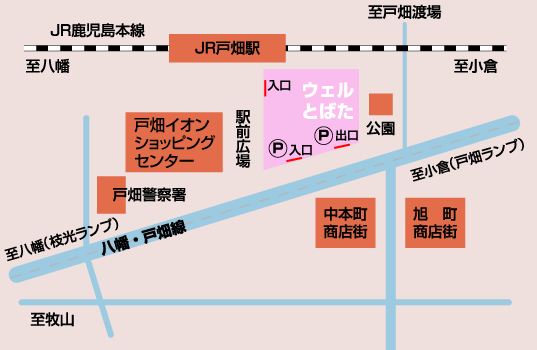 至戸畑渡場
JR鹿児島本線
JR戸畑駅
至八幡
至小倉
入口
ウェル
とばた
公園
駅前広場
戸畑イオン
ショッピング
センター
P 入口
P 出口
戸畑警察署
至小倉(戸畑ランプ)
至八幡(枝光ランプ)
八幡・戸畑線
中本町
商店街
旭 町
商店街
至牧山